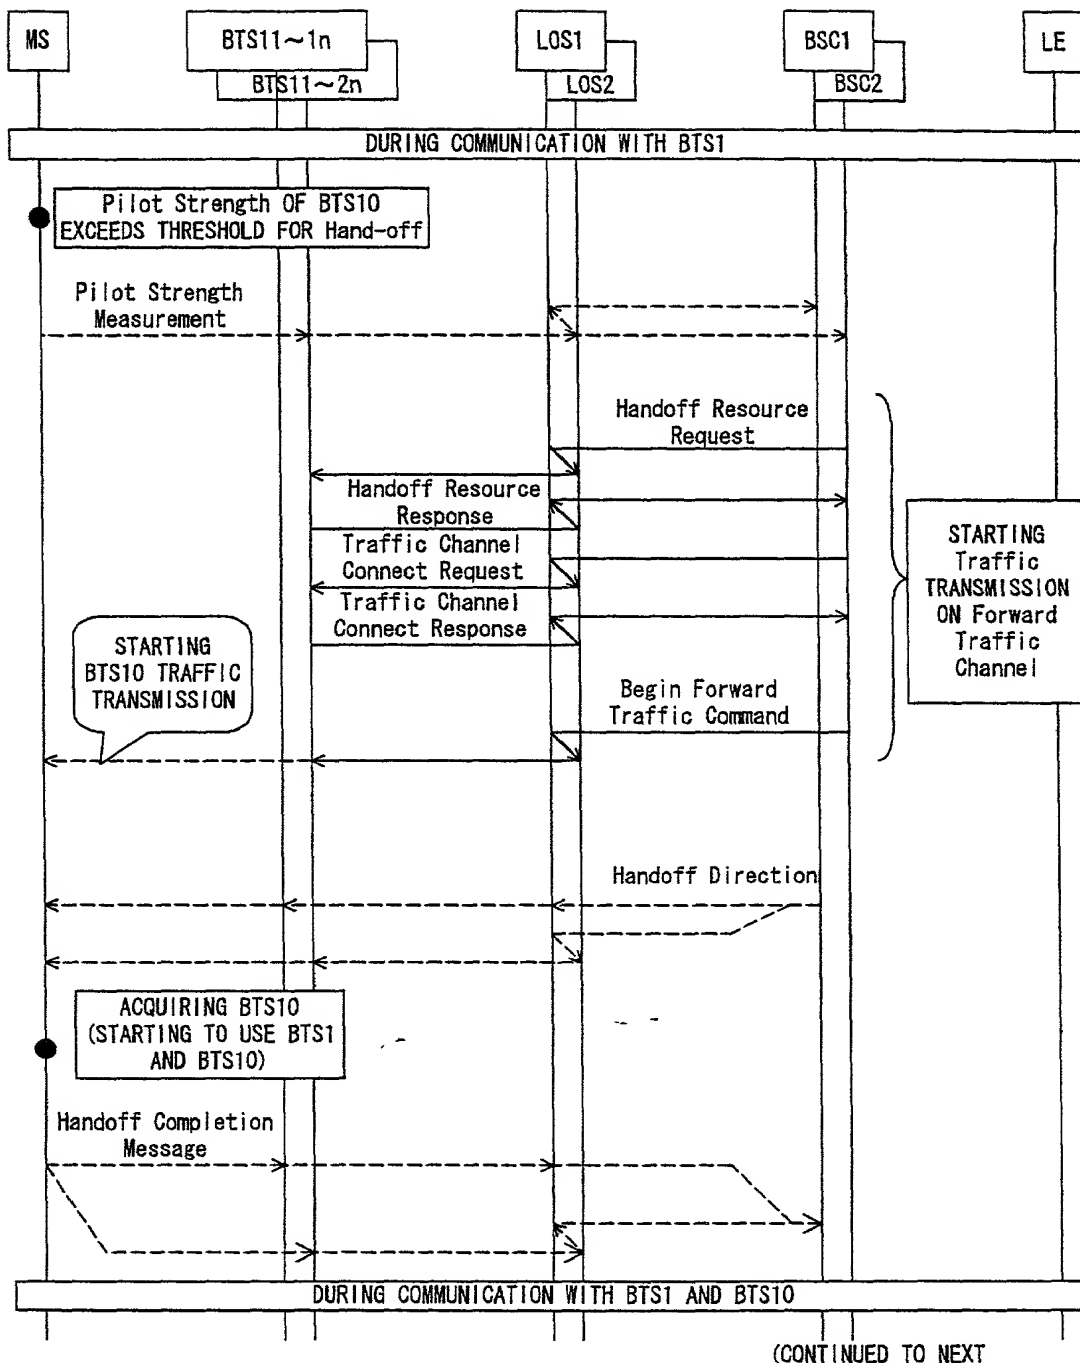 MS
BTS11~1n
LOS1
BSC1
LE
BTS11~2n
LOS2
BSC2
DURING COMMUNICATION WITH BTS1
Pilot Strength OF BTS10
EXCEEDS THRESHOLD FOR Hand-off
Pilot Strength
Measurement
Handoff Resource
Request
Handoff Resource
Response
Traffic Channel
Connect Request
Traffic Channel
Connect Response
STARTING
Traffic
TRANSMISSION
ON Forward
Traffic
Channel
STARTING
BTS10 TRAFFIC
TRANSMISSION
Begin Forward
Traffic Command
Handoff Direction
ACQUIRING BTS10
(STARTING TO USE BTS1
AND BTS10)
Handoff Completion
Message
DURING COMMUNICATION WITH BTS1 AND BTS10
(CONTINUED TO NEXT